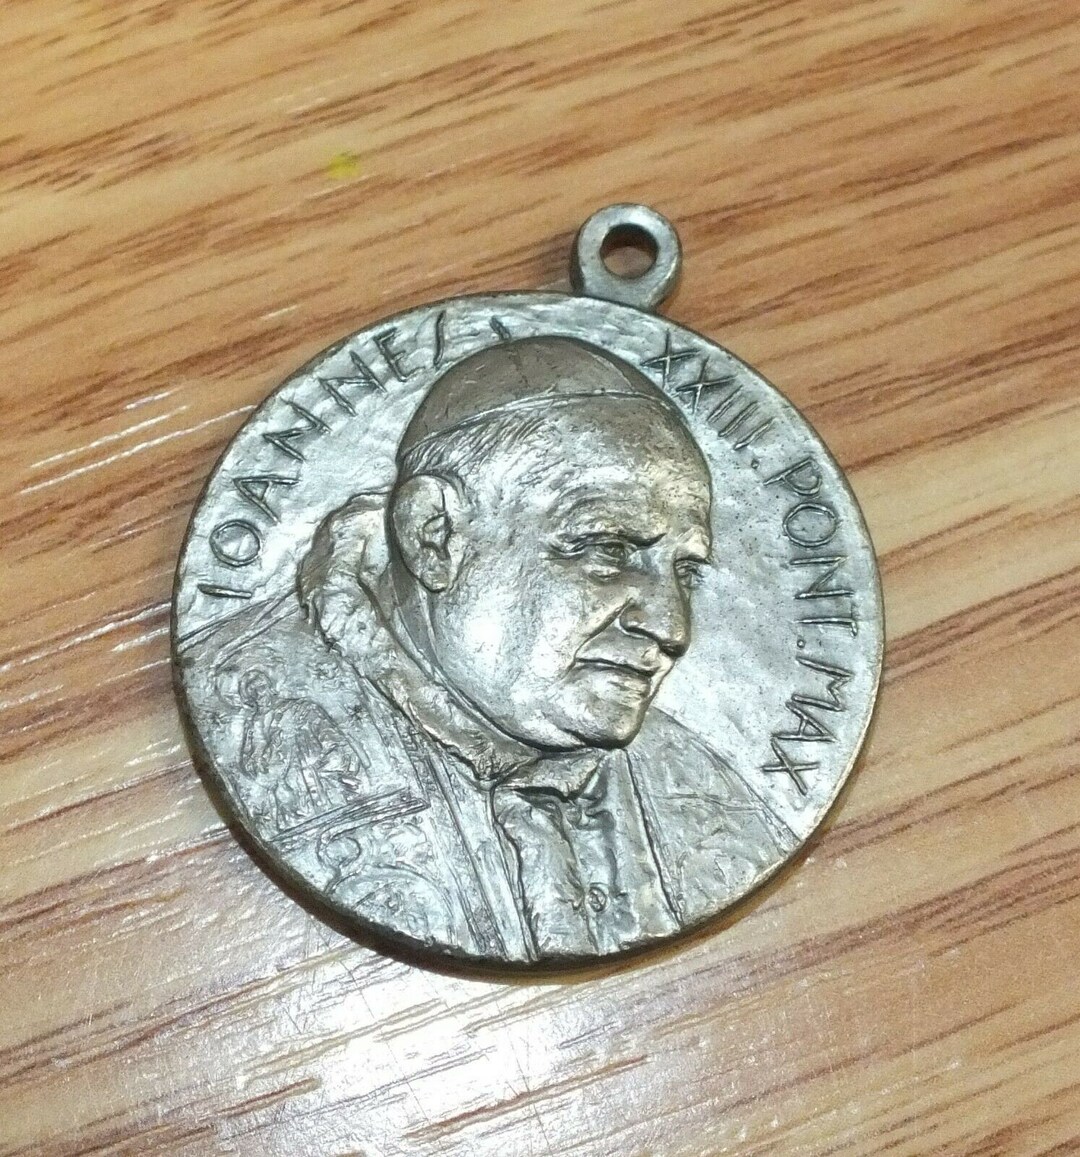 IOANNES XXIII. PONT. MAX